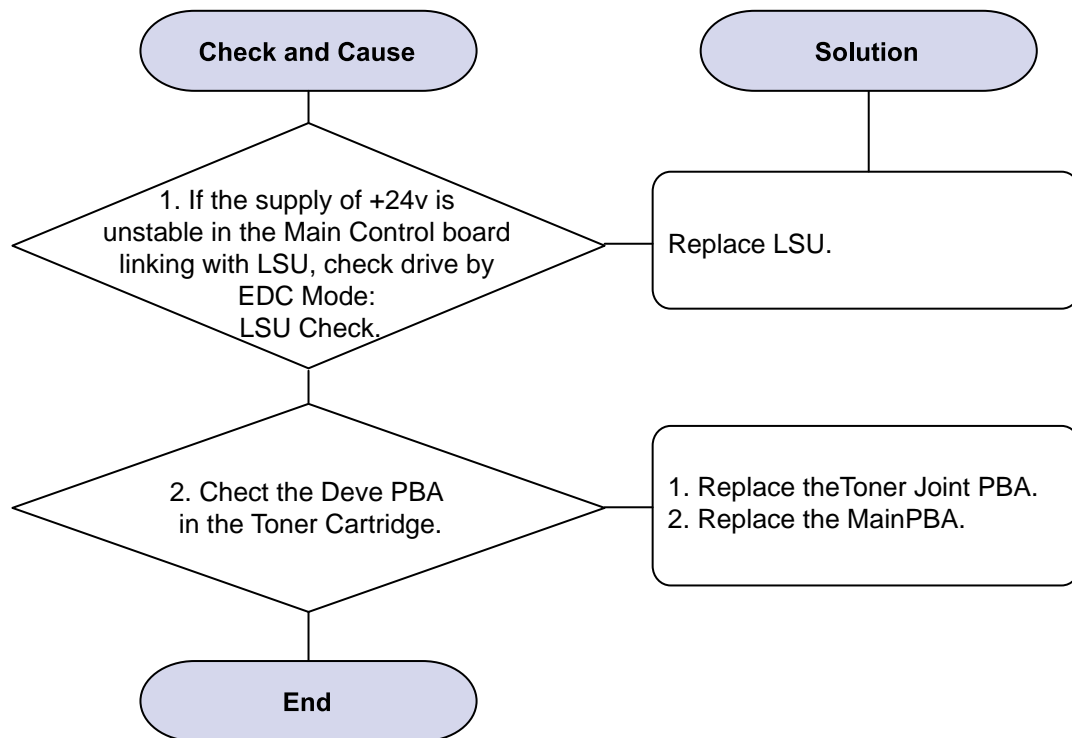 Check and Cause
Solution
1. If the supply of +24v is
unstable in the Main Control board
linking with LSU, check drive by
EDC Mode:
LSU Check.
Replace LSU.
2. Chect the Deve PBA
in the Toner Cartridge.
1. Replace theToner Joint PBA.
2. Replace the MainPBA.
End